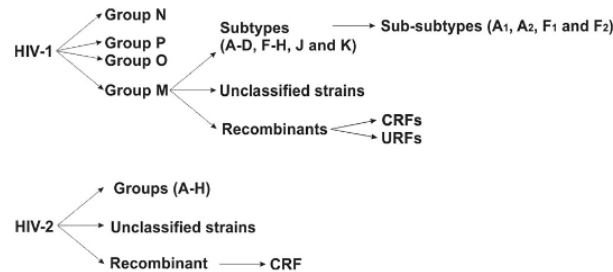 Group N
HIV-1
Group P
Group O
Group M
Subtypes
(A-D, F-H, J and K)
Sub-subtypes (A1, A2, F1 and F2)
Unclassified strains
Recombinants
CRFs
URFs
HIV-2
Groups (A-H)
Unclassified strains
Recombinant
CRF